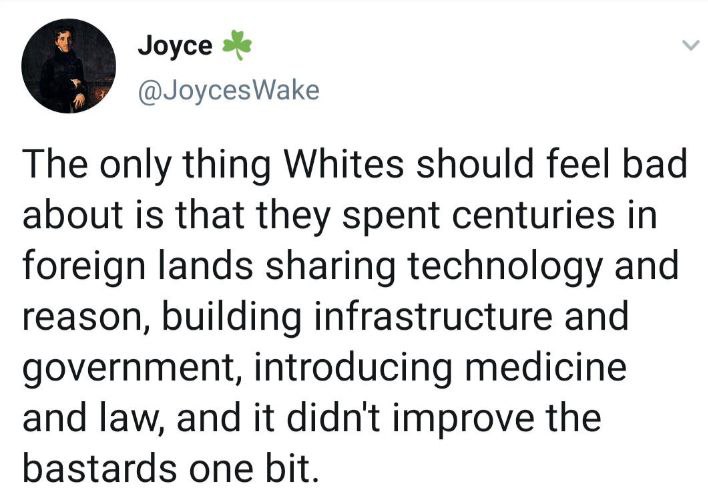 Joyce ☘
@JoycesWake
The only thing Whites should feel bad
about is that they spent centuries in
foreign lands sharing technology and
reason, building infrastructure and
government, introducing medicine
and law, and it didn't improve the
bastards one bit.